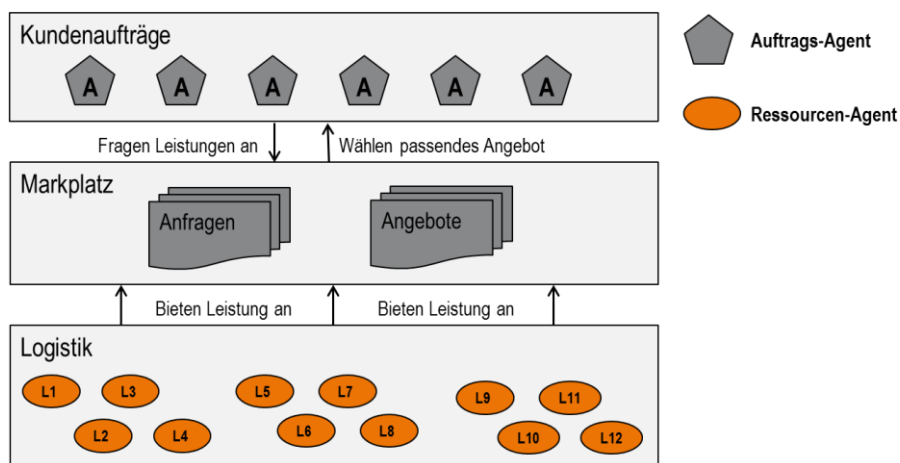 Kundenaufträge
A A A A A A
Auftrags-Agent
Ressourcen-Agent
Fragen Leistungen an
Wählen passendes Angebot
Markplatz
Anfragen
Angebote
Bieten Leistung an
Bieten Leistung an
Logistik
L1 L3 L5 L7 L9 L11
L2 L4 L6 L8 L10 L12